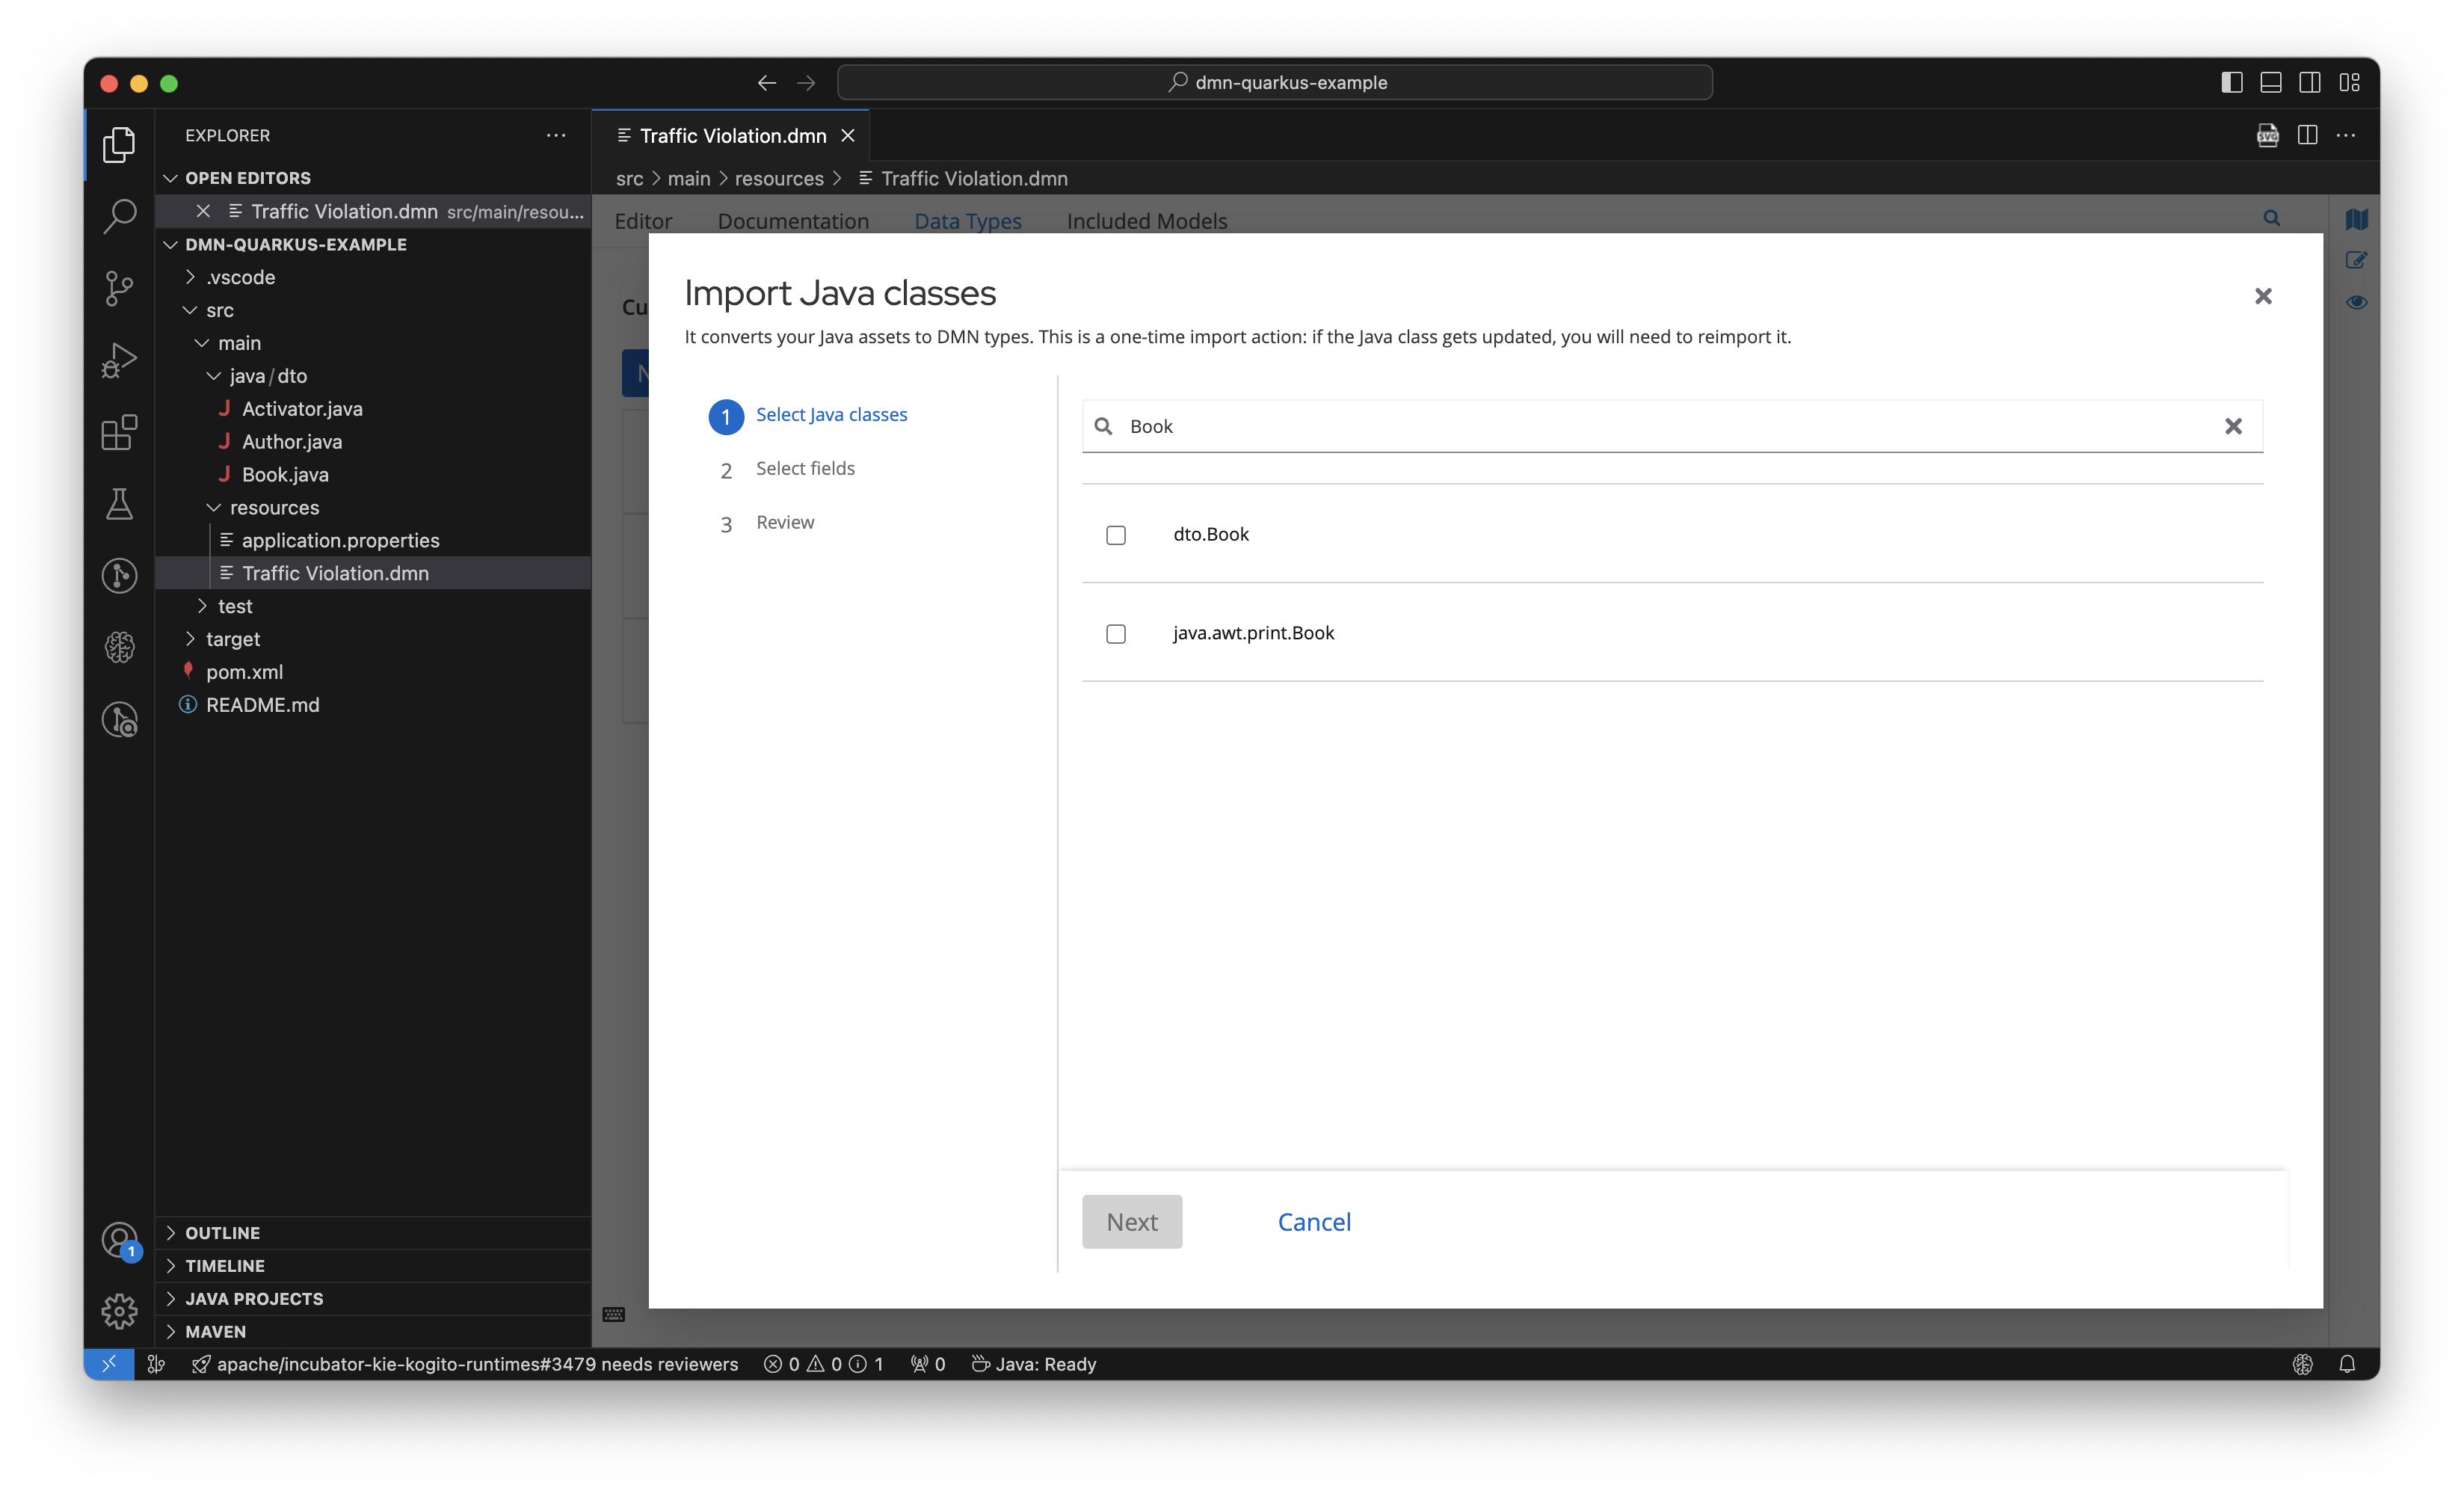 dmn-quarkus-example
EXPLORER
OPEN EDITORS
Traffic Violation.dmn src/main/resou...
DMN-QUARKUS-EXAMPLE
.vscode
src
main
java/dto
J Activator.java
J Author.java
J Book.java
resources
application.properties
Traffic Violation.dmn
test
target
pom.xml
README.md
OUTLINE
TIMELINE
JAVA PROJECTS
MAVEN
1
Traffic Violation.dmn
SVG
src > main > resources > Traffic Violation.dmn
Editor Documentation Data Types Included Models
Cu
N
Import Java classes
It converts your Java assets to DMN types. This is a one-time import action: if the Java class gets updated, you will need to reimport it.
1 Select Java classes
2 Select fields
3 Review
Book
dto.Book
java.awt.print.Book
Next Cancel
apache/incubator-kie-kogito-runtimes#3479 needs reviewers 0 0 1 0 Java: Ready